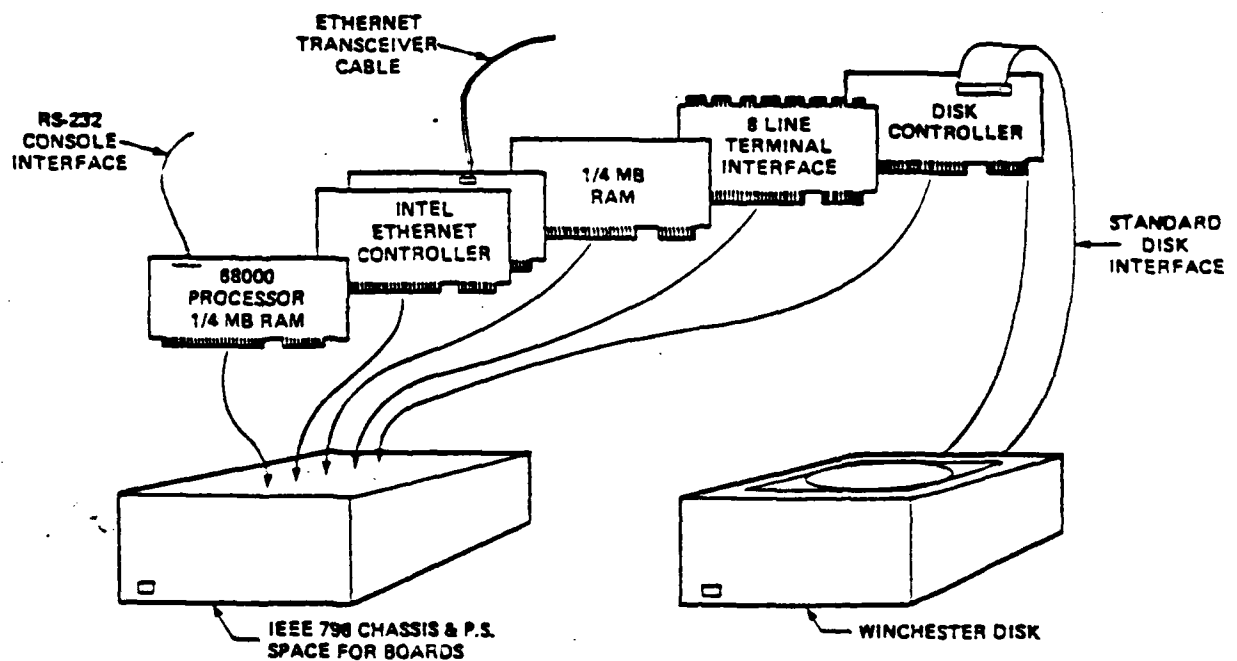 ETHERNET
TRANSCEIVER
CABLE
RS-232
CONSOLE
INTERFACE
DISK
CONTROLLER
8 LINE
TERMINAL
INTERFACE
1/4 MB
RAM
INTEL
ETHERNET
CONTROLLER
68000
PROCESSOR
1/4 MB RAM
STANDARD
DISK
INTERFACE
IEEE 796 CHASSIS & P.S.
SPACE FOR BOARDS
WINCHESTER DISK